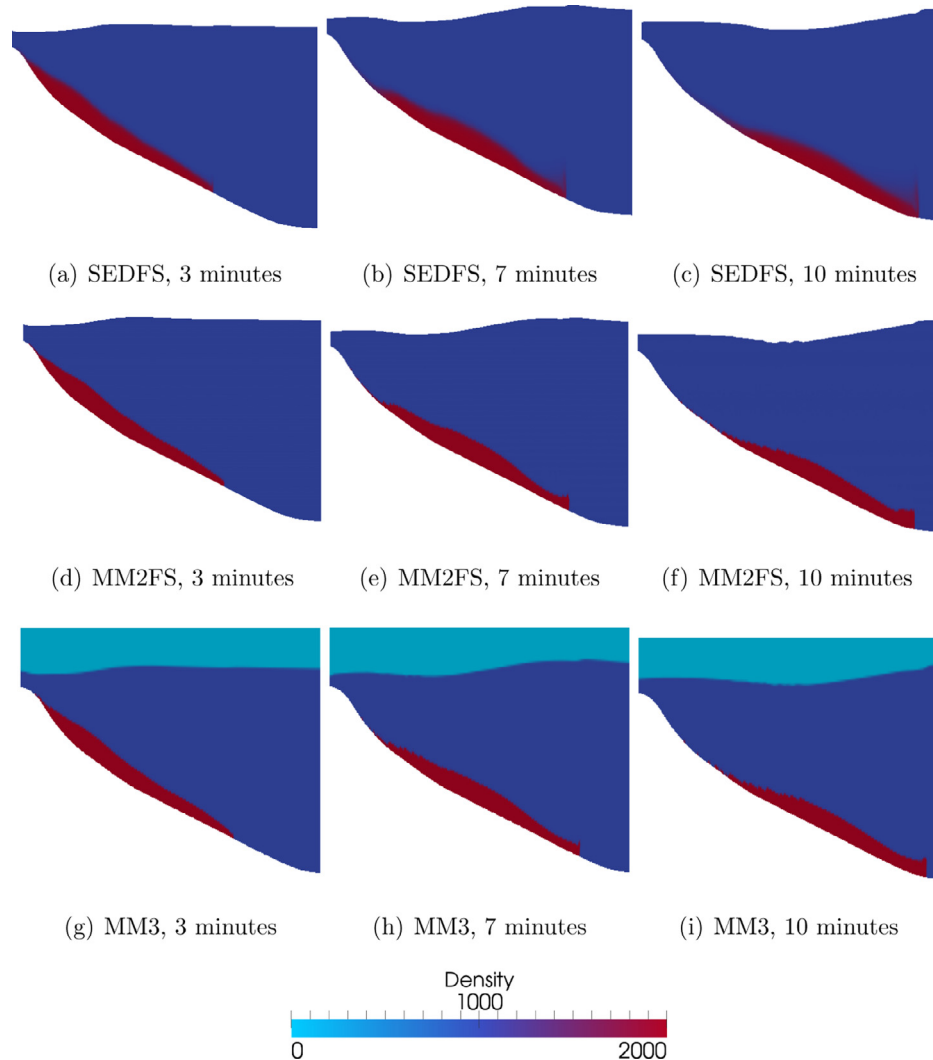 (a) SEDFS, 3 minutes
(b) SEDFS, 7 minutes
(c) SEDFS, 10 minutes
(d) MM2FS, 3 minutes
(e) MM2FS, 7 minutes
(f) MM2FS, 10 minutes
(g) MM3, 3 minutes
(h) MM3, 7 minutes
(i) MM3, 10 minutes
Density
1000
0
2000